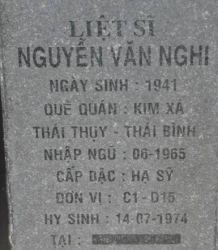 LIỆT SĨ
NGUYỄN VĂN NGHI
NGÀY SINH : 1941
QUÊ QUÁN : KIM XÁ
THÁI THỤY - THÁI BÌNH
NHẬP NGŨ : 06-1965
CẤP BẬC : HẠ SỸ
ĐƠN VỊ : C1-D15
HY SINH : 14-07-1974
TẠI :